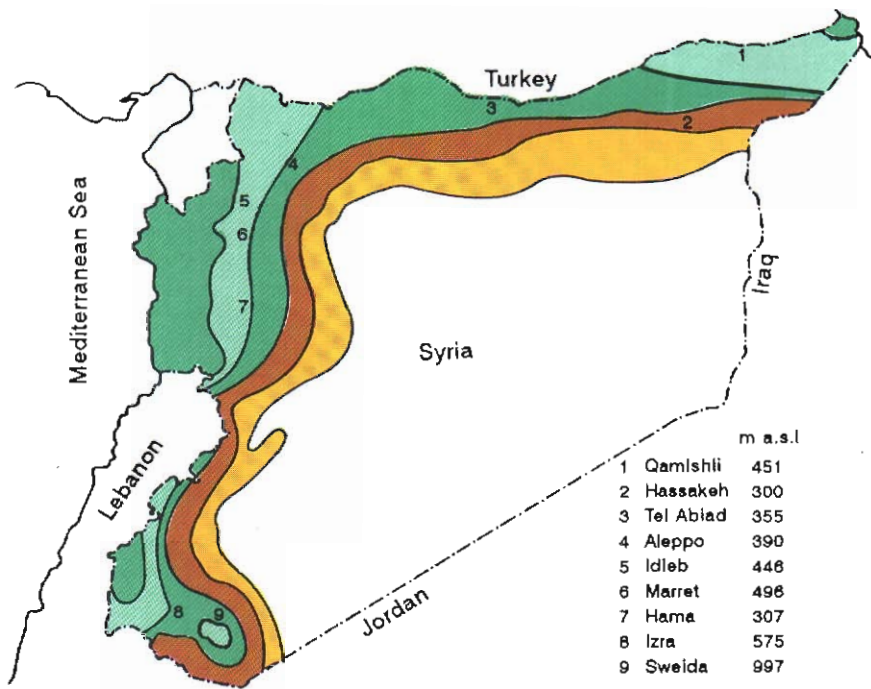 Turkey
Mediterranean Sea
Syria
Iraq
Lebanon
Jordan
1
2
3
4
5
6
7
8
9
m a.s.l
1 Qamishli 451
2 Hassakeh 300
3 Tel Abiad 355
4 Aleppo 390
5 Idleb 446
6 Marret 496
7 Hama 307
8 Izra 575
9 Sweida 997